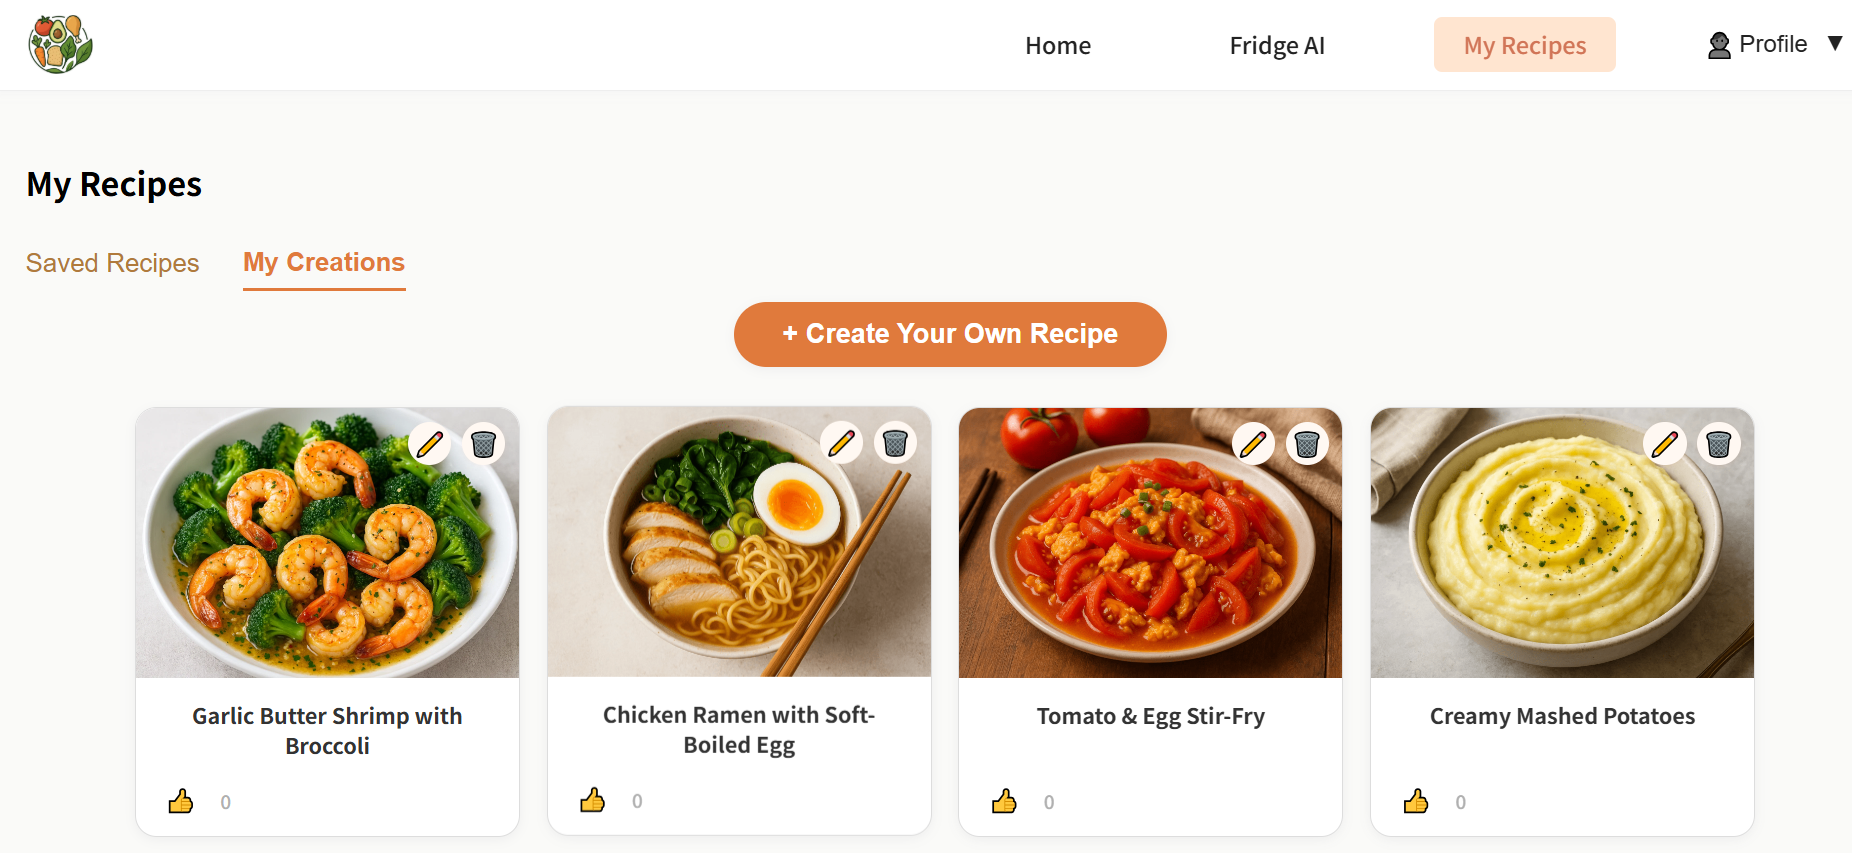 Home
Fridge AI
My Recipes
Profile ▼
My Recipes
Saved Recipes
My Creations
+ Create Your Own Recipe
Garlic Butter Shrimp with
Broccoli
0
Chicken Ramen with Soft-
Boiled Egg
0
Tomato & Egg Stir-Fry
0
Creamy Mashed Potatoes
0